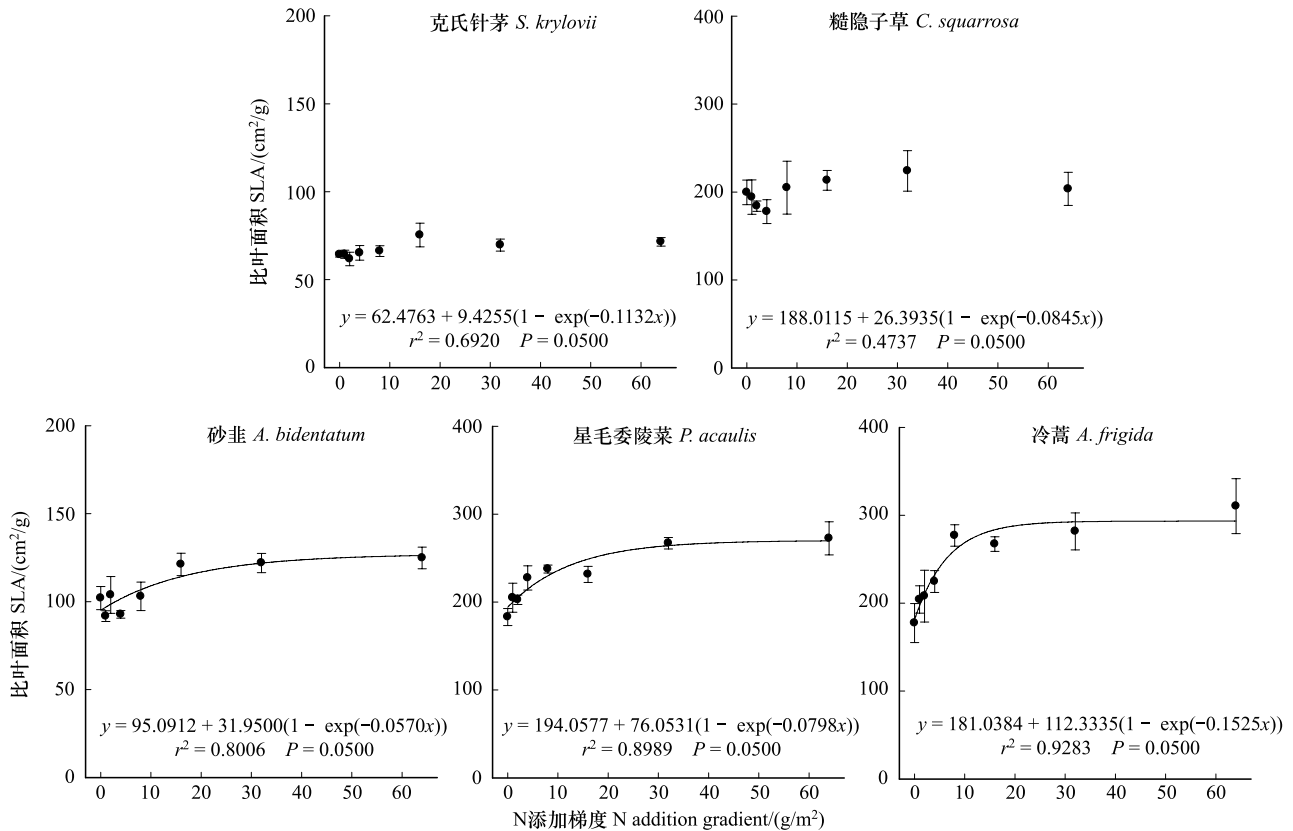 克氏针茅 S. krylovii
200
150
100
50
0
比叶面积 SLA/(cm²/g)
y = 62.4763 + 9.4255(1 − exp(−0.1132x))
r² = 0.6920 P = 0.0500
0 10 20 30 40 50 60
糙隐子草 C. squarrosa
400
300
200
100
0
y = 188.0115 + 26.3935(1 − exp(−0.0845x))
r² = 0.4737 P = 0.0500
0 10 20 30 40 50 60
砂韭 A. bidentatum
200
150
100
50
0
比叶面积 SLA/(cm²/g)
y = 95.0912 + 31.9500(1 − exp(−0.0570x))
r² = 0.8006 P = 0.0500
0 10 20 30 40 50 60
星毛委陵菜 P. acaulis
400
300
200
100
0
y = 194.0577 + 76.0531(1 − exp(−0.0798x))
r² = 0.8989 P = 0.0500
0 10 20 30 40 50 60
冷蒿 A. frigida
400
300
200
100
0
y = 181.0384 + 112.3335(1 − exp(−0.1525x))
r² = 0.9283 P = 0.0500
0 10 20 30 40 50 60
N添加梯度 N addition gradient/(g/m²)